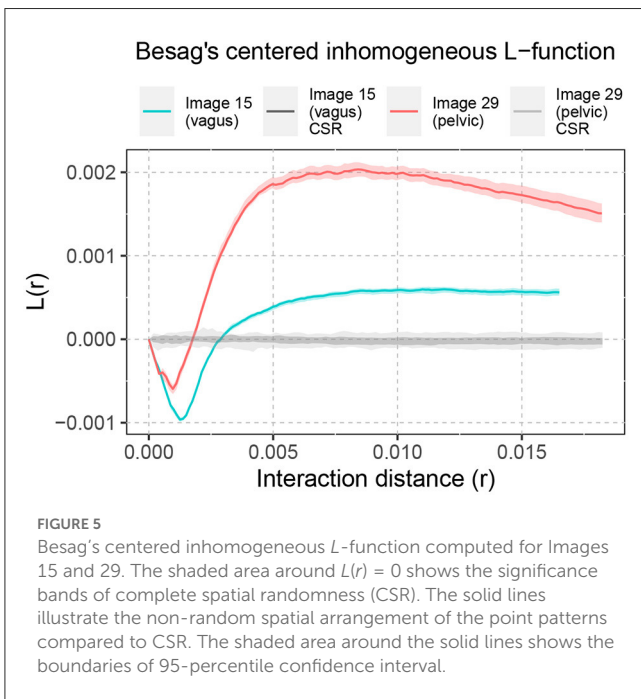 Besag's centered inhomogeneous L−function
Image 15 (vagus)
Image 15 (vagus) CSR
Image 29 (pelvic)
Image 29 (pelvic) CSR
L(r)
0.002
0.001
0.000
−0.001
0.000 0.005 0.010 0.015
Interaction distance (r)
FIGURE 5
Besag's centered inhomogeneous L-function computed for Images
15 and 29. The shaded area around L(r) = 0 shows the significance
bands of complete spatial randomness (CSR). The solid lines
illustrate the non-random spatial arrangement of the point patterns
compared to CSR. The shaded area around the solid lines shows the
boundaries of 95-percentile confidence interval.